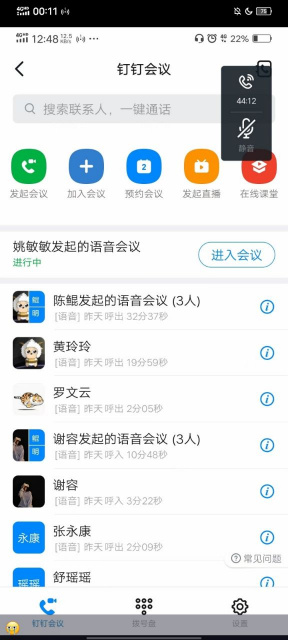 4G 00:11 76
4G 12:48 12.5 K/s ··· 4G 22%
钉钉会议
搜索联系人，一键通话
44:12
静音
发起会议 加入会议 2 预约会议 发起直播 在线课堂
姚敏敏发起的语音会议
进行中
进入会议
陈鲲发起的语音会议 (3人)
[语音] 昨天 呼出 32分37秒
黄玲玲
[语音] 昨天 呼出 19分59秒
罗文云
[语音] 昨天 呼出 2分05秒
谢容发起的语音会议 (3人)
[语音] 昨天 呼入 10分48秒
谢容
[语音] 昨天 呼入 3分22秒
永康
张永康
[语音] 昨天 呼出 2分09秒
常见问题
瑶瑶
舒瑶瑶
钉钉会议 拨号盘 设置